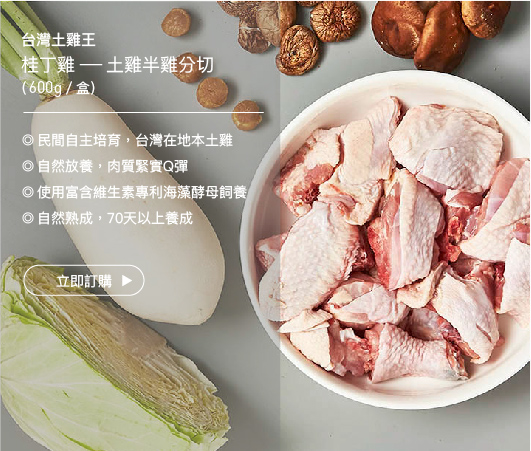 台灣土雞王
桂丁雞 — 土雞半雞分切
(600g / 盒)
◎ 民間自主培育，台灣在地本土雞
◎ 自然放養，肉質緊實Q彈
◎ 使用富含維生素專利海藻酵母飼養
◎ 自然熟成，70天以上養成
立即訂購 ▶